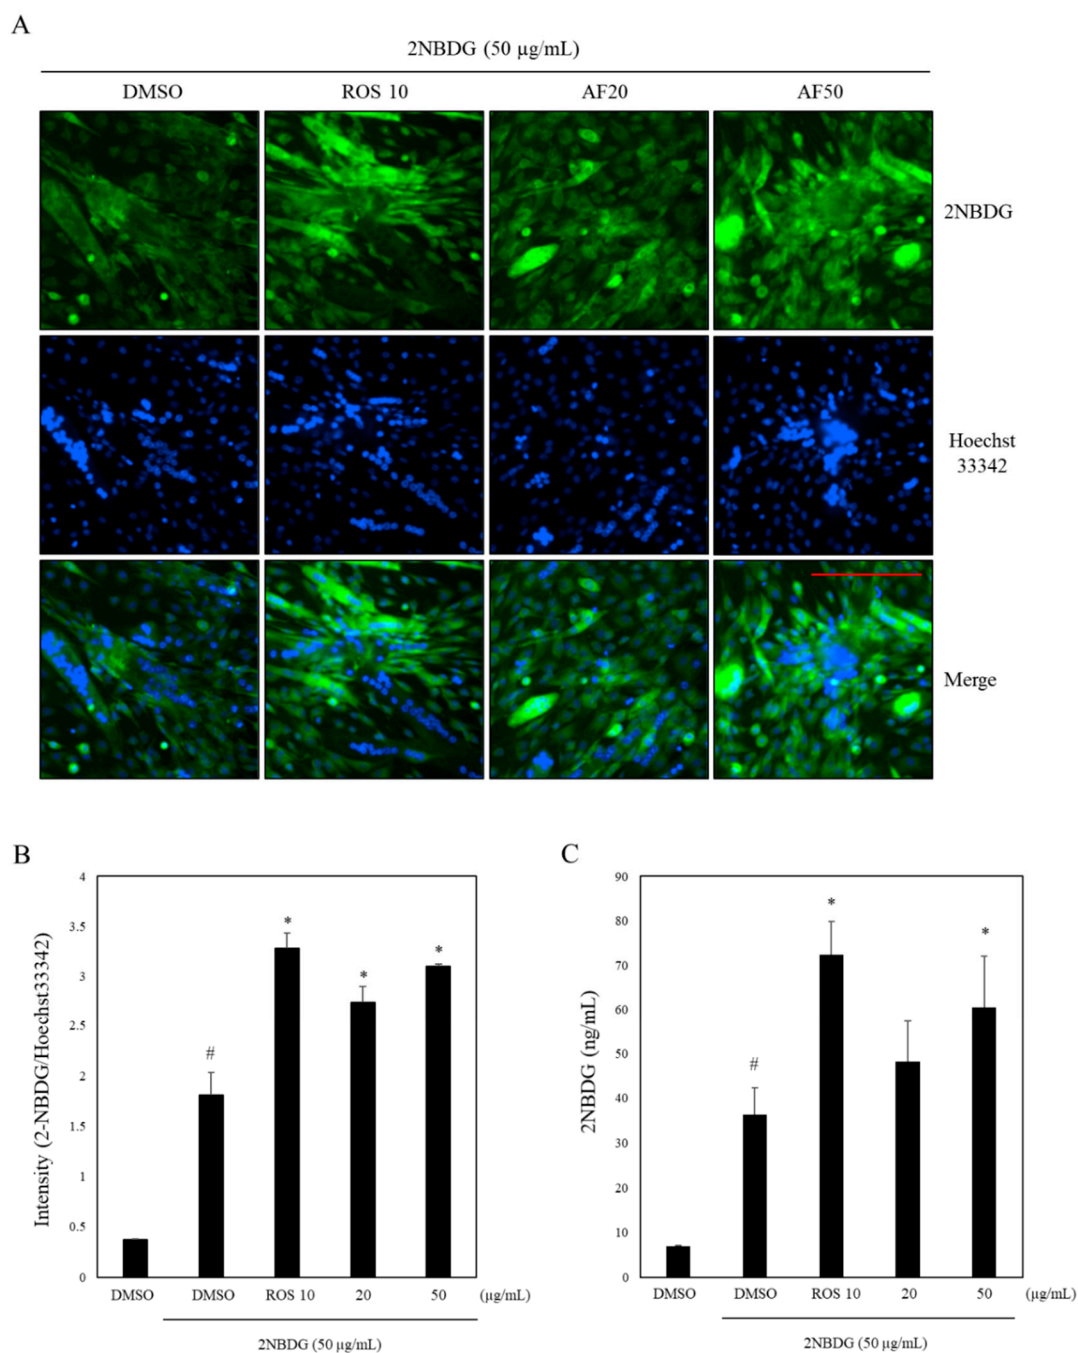 A
2NBDG (50 µg/mL)
DMSO ROS 10 AF20 AF50
2NBDG
Hoechst
33342
Merge
B
Intensity (2-NBDG/Hoechst33342)
4
3.5
3
2.5
2
1.5
1
0.5
0
#
*
*
*
DMSO DMSO ROS 10 20 50 (µg/mL)
2NBDG (50 µg/mL)
C
2NBDG (ng/mL)
90
80
70
60
50
40
30
20
10
0
#
*
*
DMSO DMSO ROS 10 20 50 (µg/mL)
2NBDG (50 µg/mL)